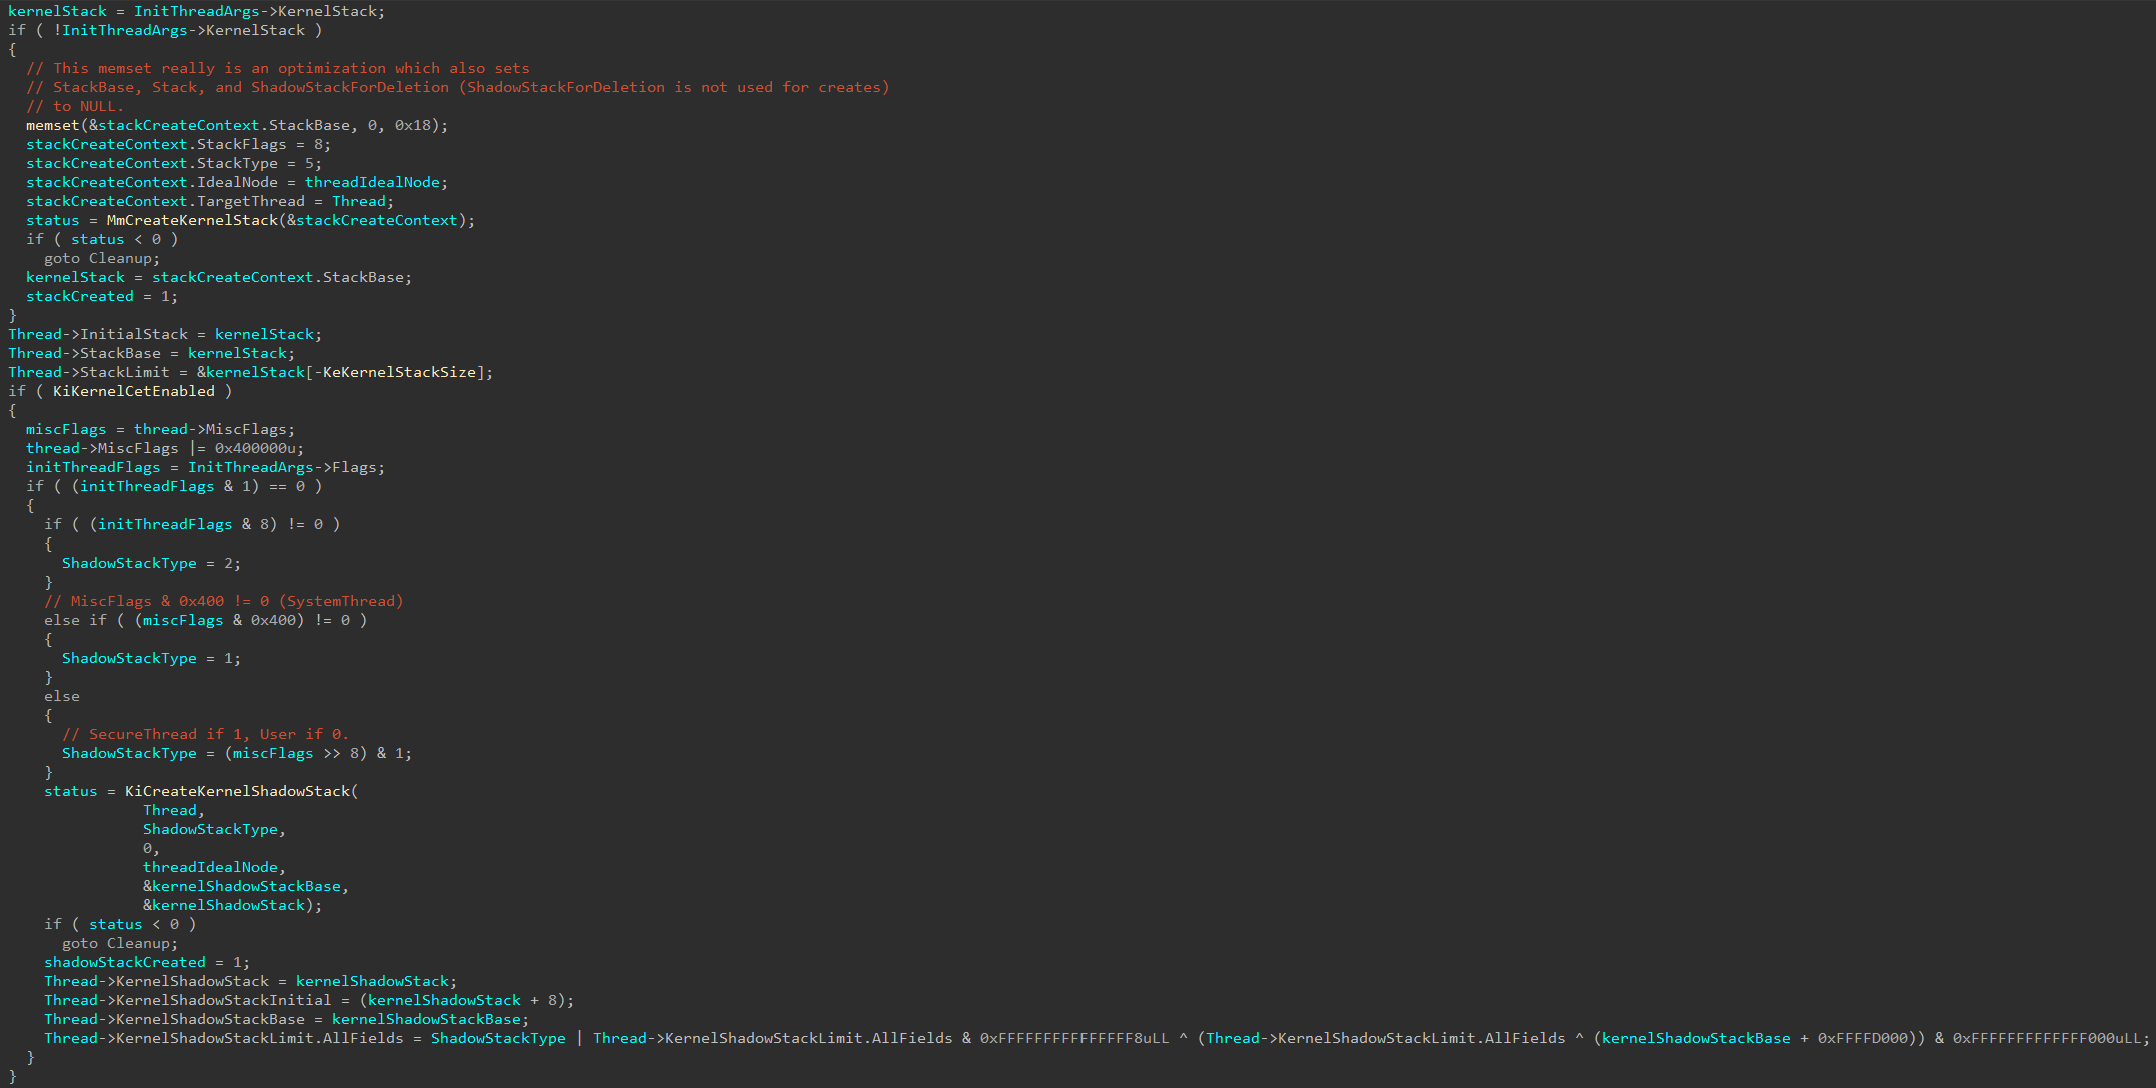 kernelStack = InitThreadArgs->KernelStack;
if ( !InitThreadArgs->KernelStack )
{
  // This memset really is an optimization which also sets
  // StackBase, Stack, and ShadowStackForDeletion (ShadowStackForDeletion is not used for creates)
  // to NULL.
  memset(&stackCreateContext.StackBase, 0, 0x18);
  stackCreateContext.StackFlags = 8;
  stackCreateContext.StackType = 5;
  stackCreateContext.IdealNode = threadIdealNode;
  stackCreateContext.TargetThread = Thread;
  status = MmCreateKernelStack(&stackCreateContext);
  if ( status < 0 )
    goto Cleanup;
  kernelStack = stackCreateContext.StackBase;
  stackCreated = 1;
}
Thread->InitialStack = kernelStack;
Thread->StackBase = kernelStack;
Thread->StackLimit = &kernelStack[-KeKernelStackSize];
if ( KiKernelCetEnabled )
{
  miscFlags = thread->MiscFlags;
  thread->MiscFlags |= 0x400000u;
  initThreadFlags = InitThreadArgs->Flags;
  if ( (initThreadFlags & 1) == 0 )
  {
    if ( (initThreadFlags & 8) != 0 )
    {
      ShadowStackType = 2;
    }
    // MiscFlags & 0x400 != 0 (SystemThread)
    else if ( (miscFlags & 0x400) != 0 )
    {
      ShadowStackType = 1;
    }
    else
    {
      // SecureThread if 1, User if 0.
      ShadowStackType = (miscFlags >> 8) & 1;
    }
    status = KiCreateKernelShadowStack(
               Thread,
               ShadowStackType,
               0,
               threadIdealNode,
               &kernelShadowStackBase,
               &kernelShadowStack);
    if ( status < 0 )
      goto Cleanup;
    shadowStackCreated = 1;
    Thread->KernelShadowStack = kernelShadowStack;
    Thread->KernelShadowStackInitial = (kernelShadowStack + 8);
    Thread->KernelShadowStackBase = kernelShadowStackBase;
    Thread->KernelShadowStackLimit.AllFields = ShadowStackType | Thread->KernelShadowStackLimit.AllFields & 0xFFFFFFFFFFFFFFF8uLL ^ (Thread->KernelShadowStackLimit.AllFields ^ (kernelShadowStackBase + 0xFFFFD000)) & 0xFFFFFFFFFFFFF000uLL;
  }
}